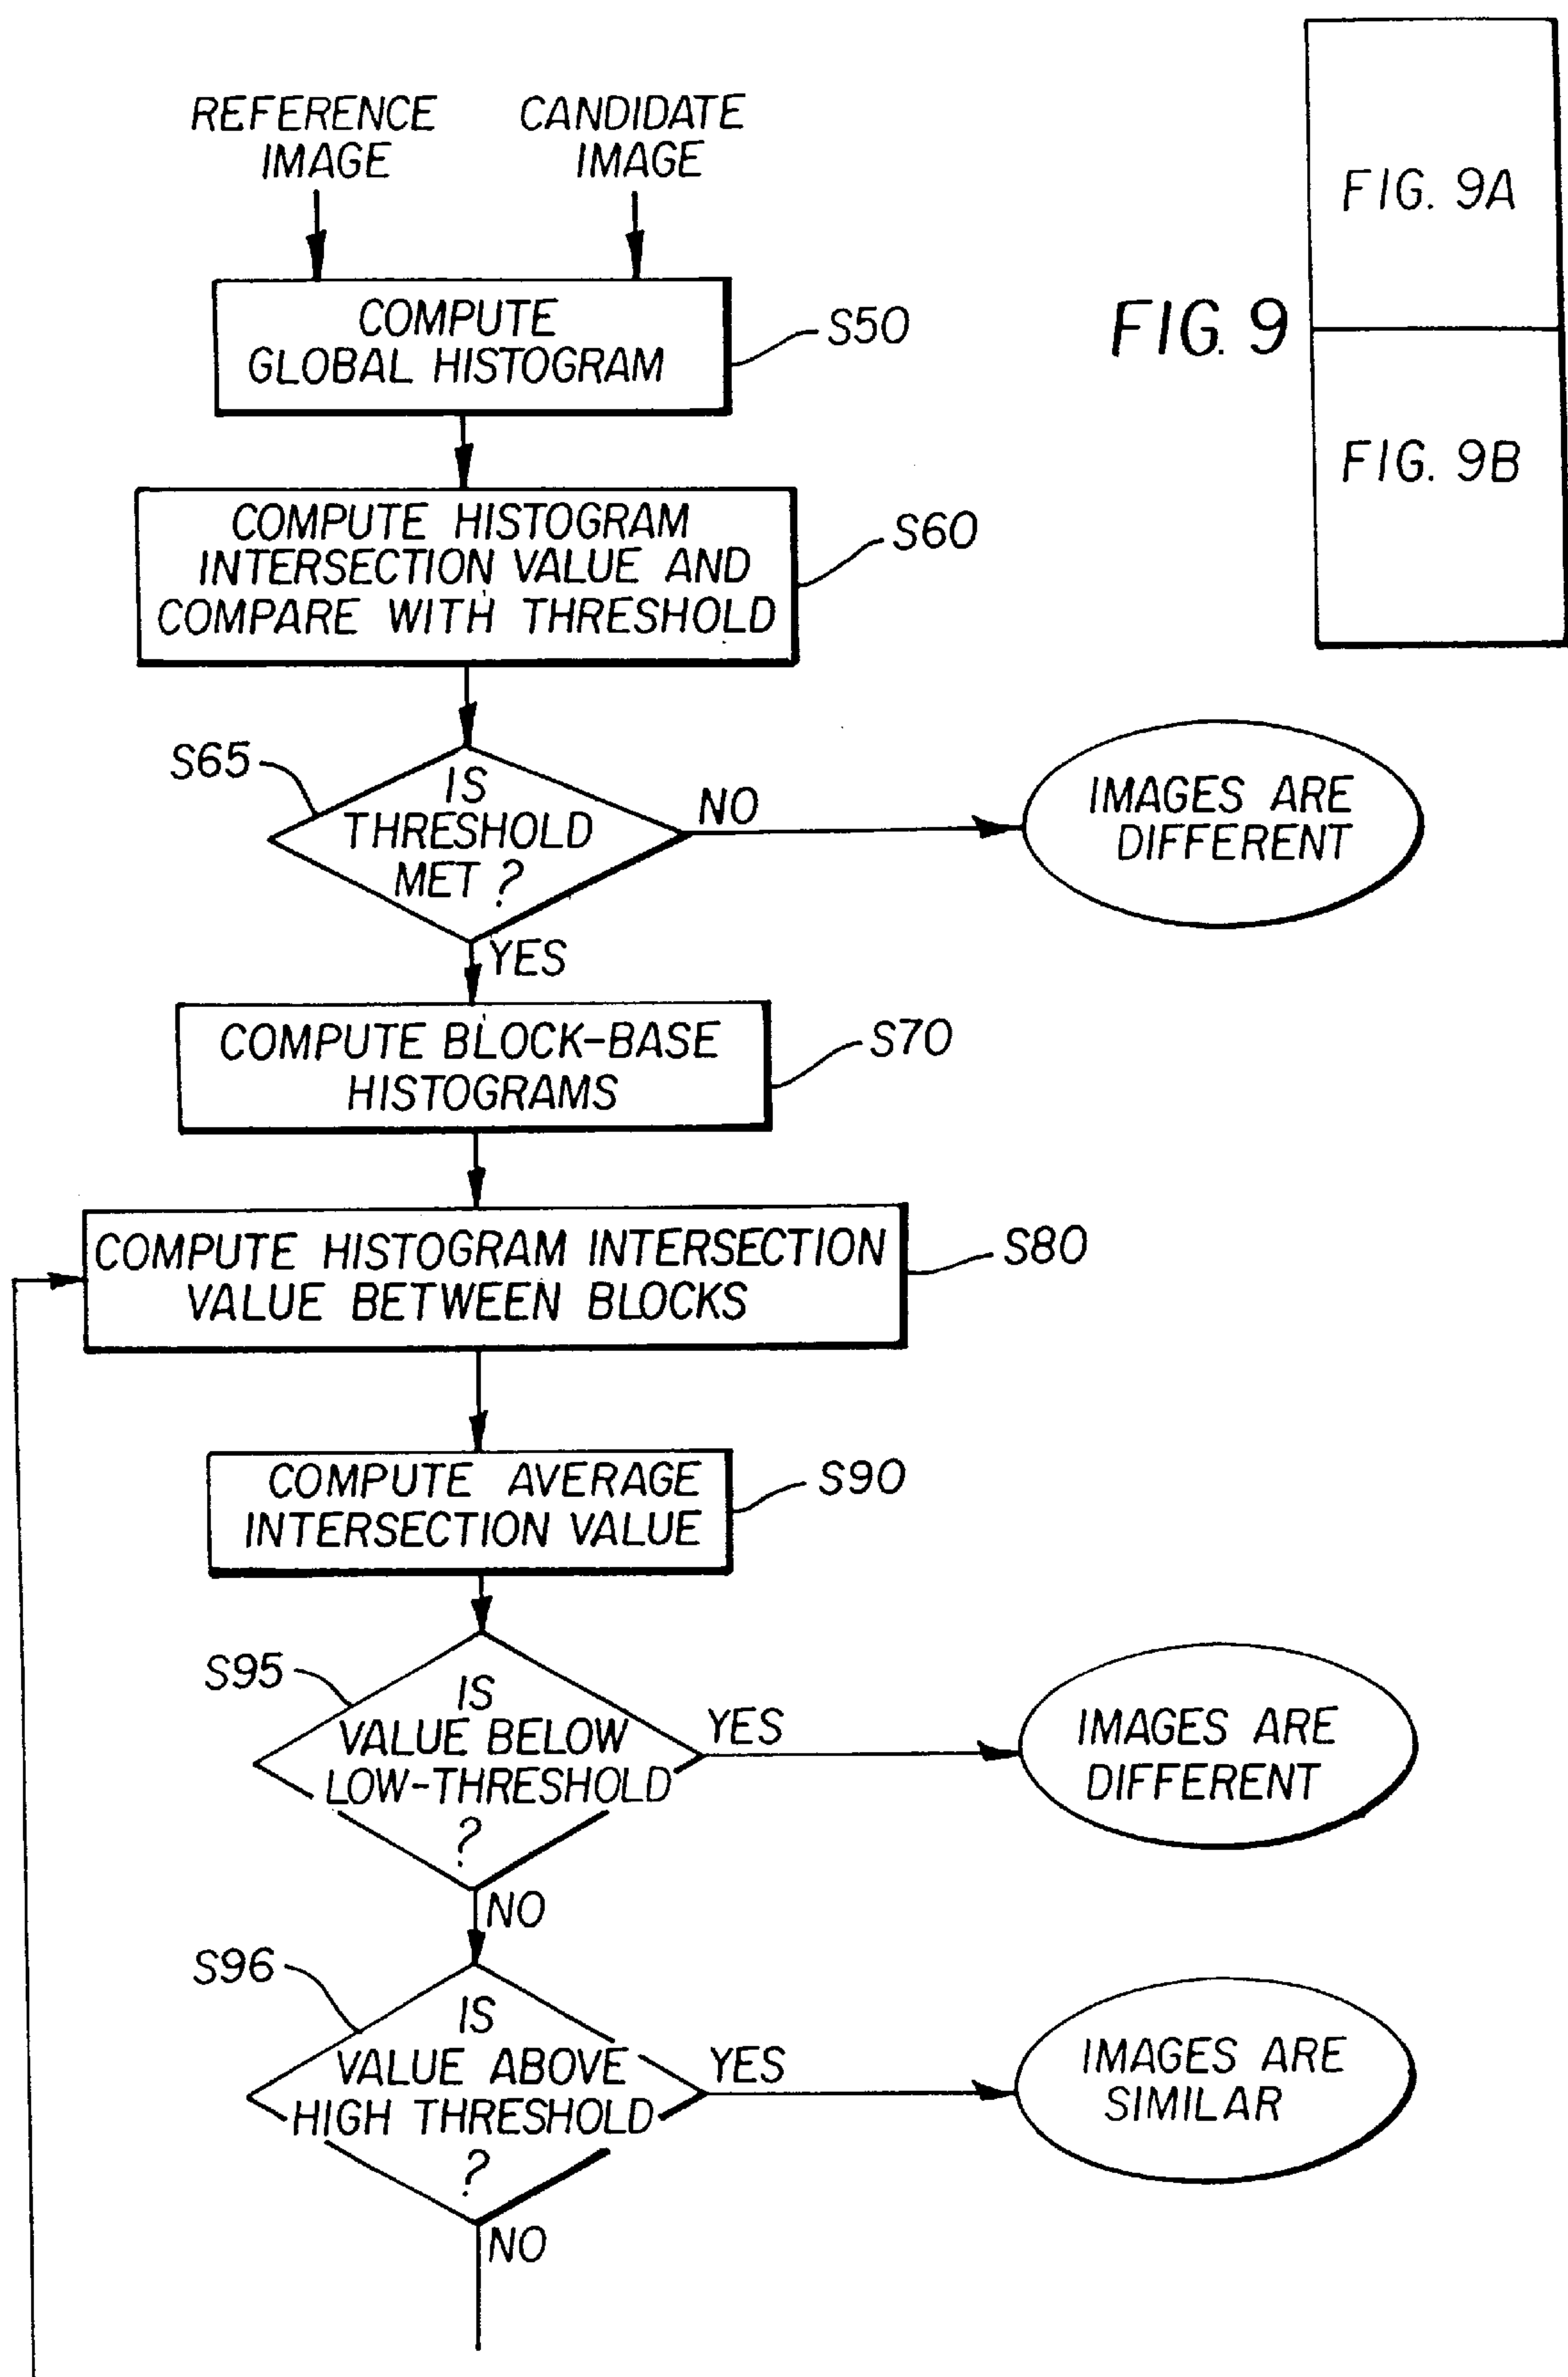 REFERENCE
IMAGE
CANDIDATE
IMAGE
COMPUTE
GLOBAL HISTOGRAM
S50
FIG. 9
FIG. 9A
FIG. 9B
COMPUTE HISTOGRAM
INTERSECTION VALUE AND
COMPARE WITH THRESHOLD
S60
S65
IS
THRESHOLD
MET ?
NO
IMAGES ARE
DIFFERENT
YES
COMPUTE BLOCK-BASE
HISTOGRAMS
S70
COMPUTE HISTOGRAM INTERSECTION
VALUE BETWEEN BLOCKS
S80
COMPUTE AVERAGE
INTERSECTION VALUE
S90
S95
IS
VALUE BELOW
LOW-THRESHOLD
?
YES
IMAGES ARE
DIFFERENT
NO
S96
IS
VALUE ABOVE
HIGH THRESHOLD
?
YES
IMAGES ARE
SIMILAR
NO